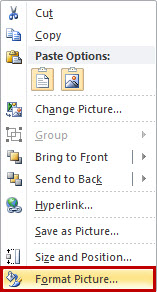 Cut
Copy
Paste Options:
Change Picture...
Group
Bring to Front
Send to Back
Hyperlink...
Save as Picture...
Size and Position...
Format Picture...